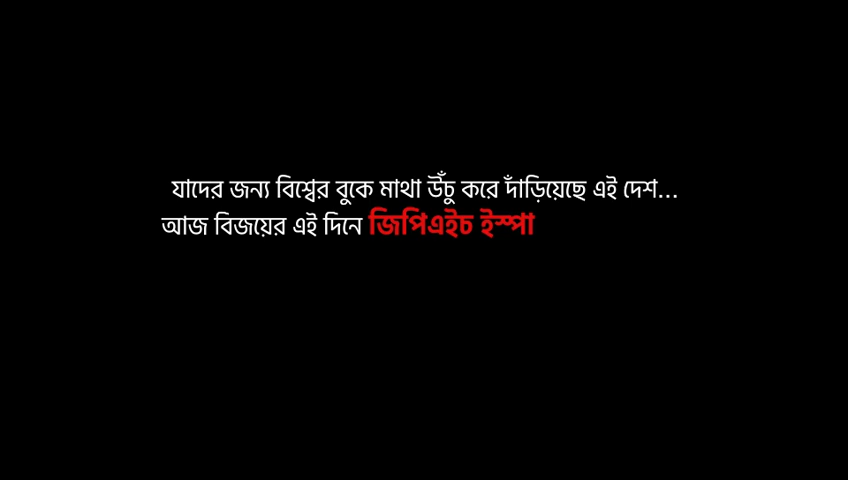 যাদের জন্য বিশ্বের বুকে মাথা উঁচু করে দাঁড়িয়েছে এই দেশ...
আজ বিজয়ের এই দিনে জিপিএইচ ইস্পা